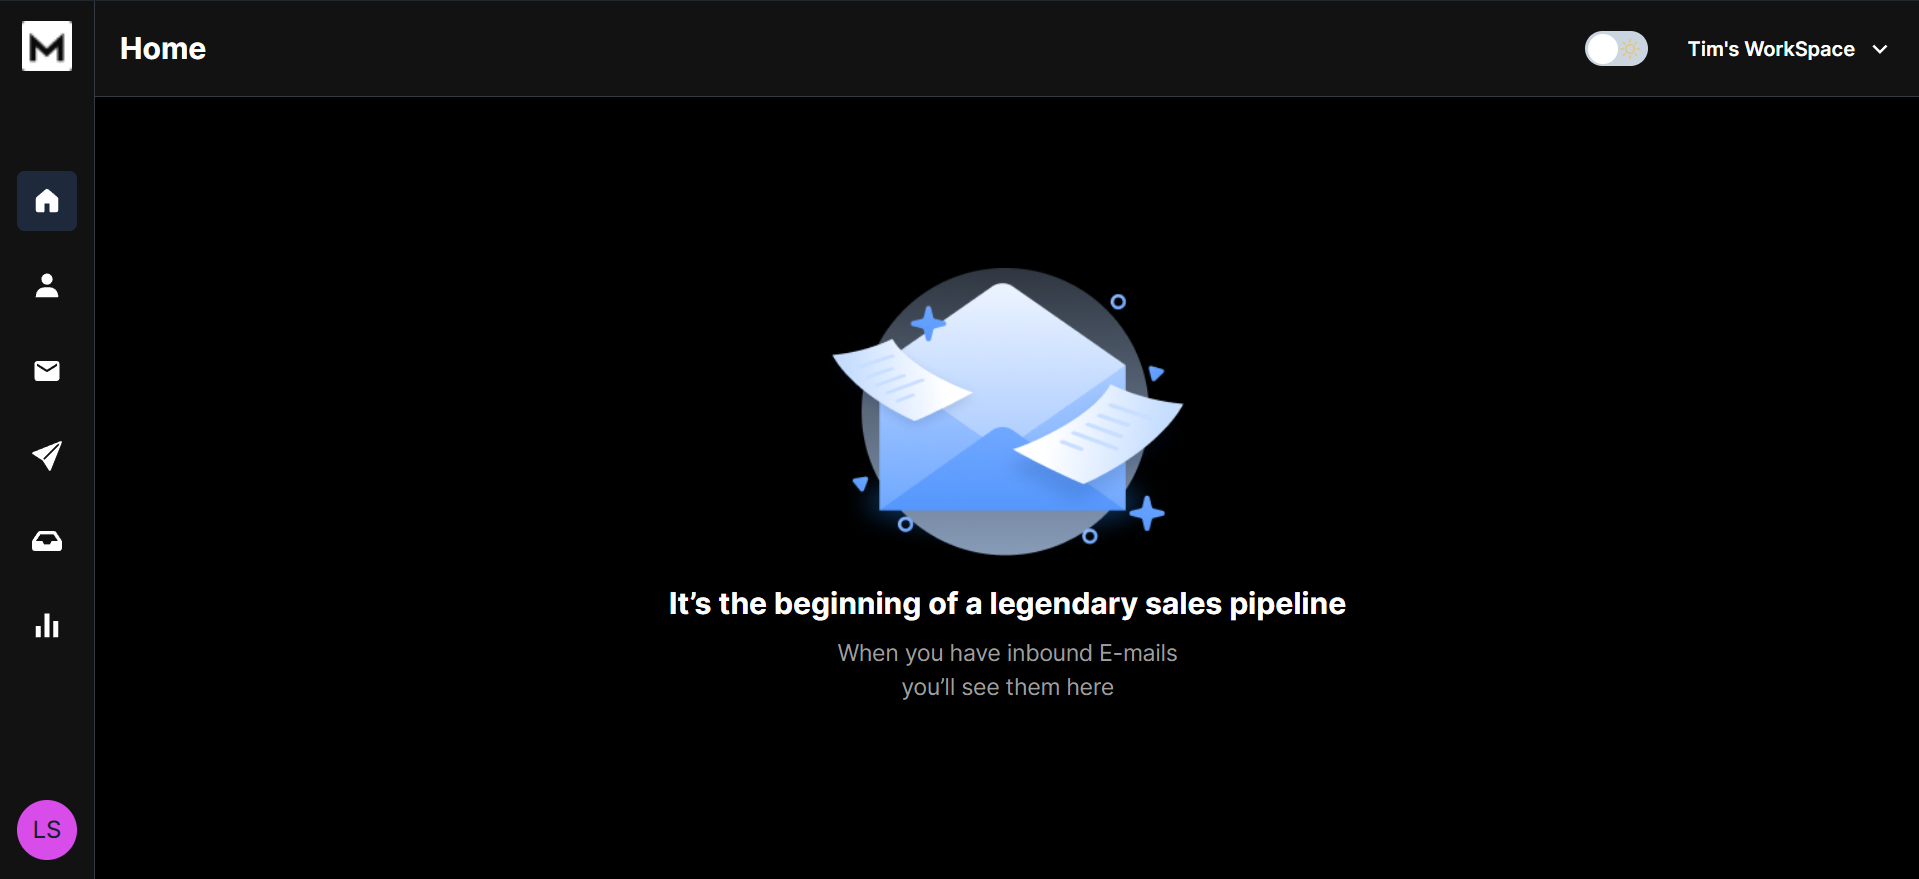 M
Home
Tim's WorkSpace
It’s the beginning of a legendary sales pipeline
When you have inbound E-mails
you’ll see them here
LS